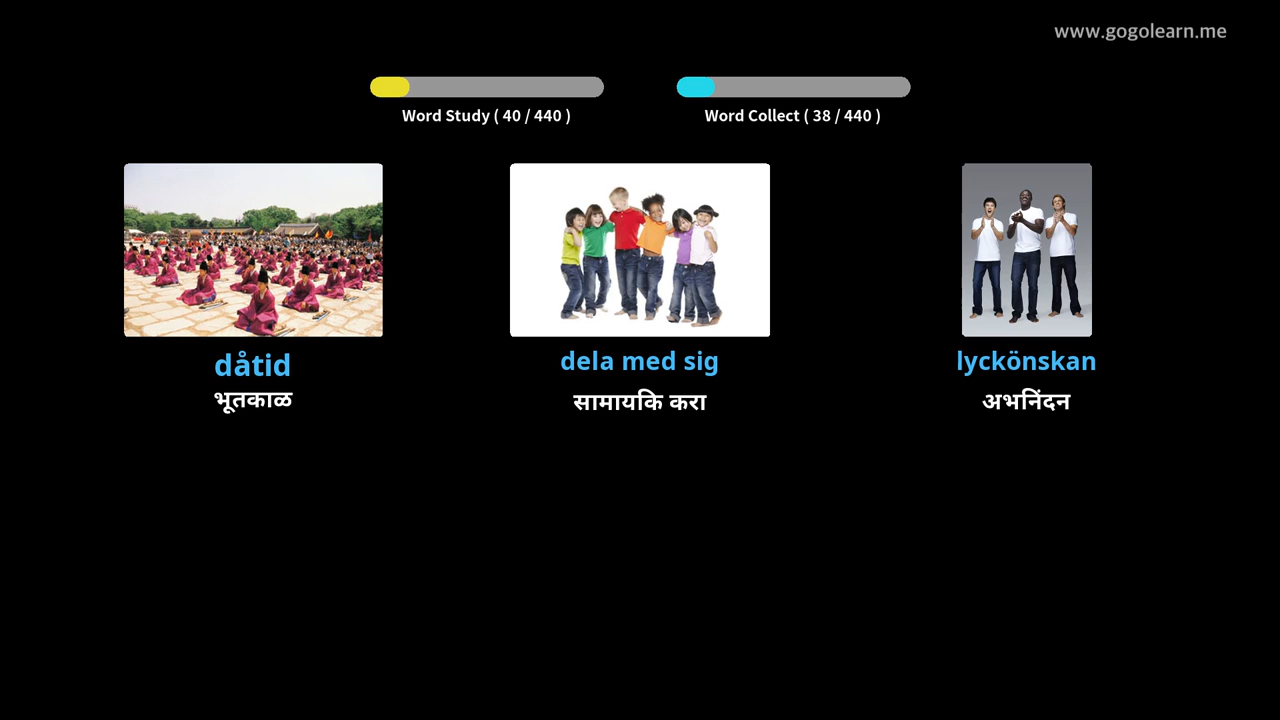 www.gogolearn.me
Word Study ( 40 / 440 )
Word Collect ( 38 / 440 )
dåtid
dela med sig
lyckönskan
भूतकाळ
सामायकि करा
अभनिंदन